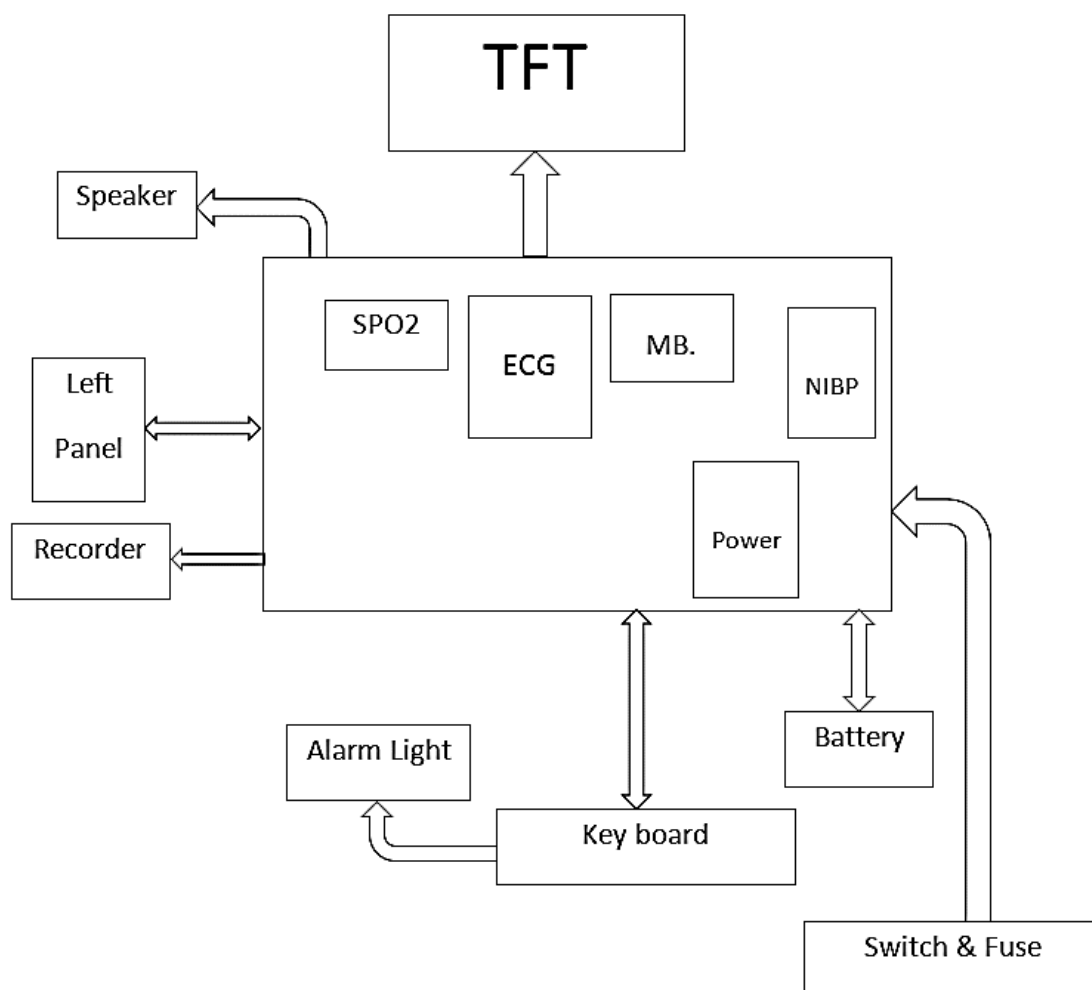 TFT
Speaker
SPO2
ECG
MB.
NIBP
Left
Panel
Power
Recorder
Alarm Light
Battery
Key board
Switch & Fuse